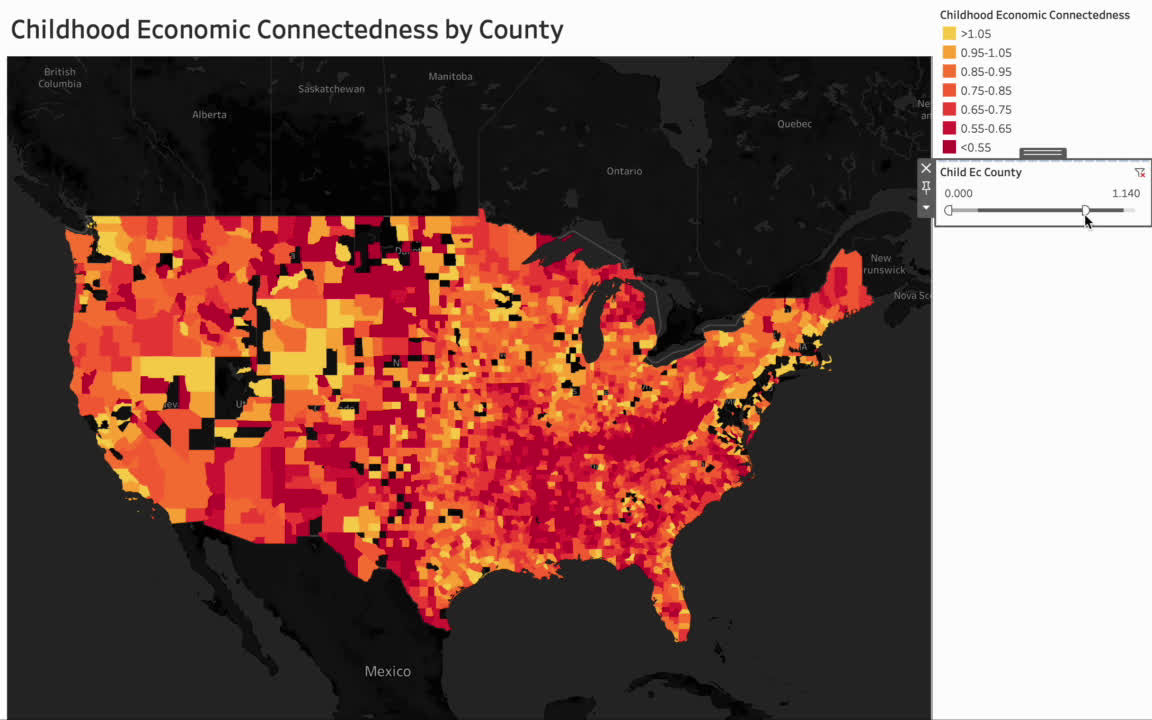 Childhood Economic Connectedness by County
Childhood Economic Connectedness
>1.05
0.95-1.05
0.85-0.95
0.75-0.85
0.65-0.75
0.55-0.65
<0.55
Child Ec County
0.000
1.140
British
Columbia
Alberta
Saskatchewan
Manitoba
Ontario
Quebec
New
runswick
Nova Sc
Mexico